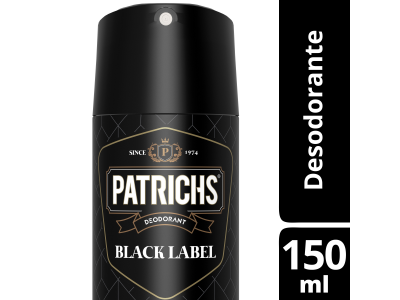 SINCE P 1974
PATRICHS®
DEODORANT
BLACK LABEL
Desodorante
150
ml